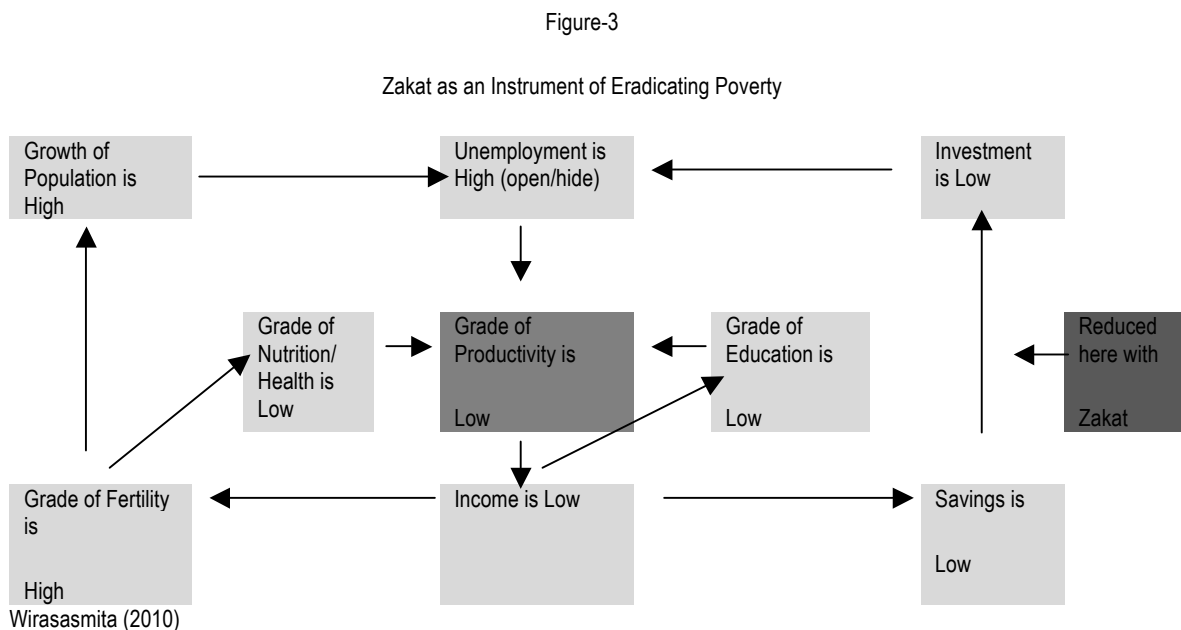 Figure-3
Zakat as an Instrument of Eradicating Poverty
Growth of
Population is
High
Unemployment is
High (open/hide)
Investment
is Low
Grade of
Nutrition/
Health is
Low
Grade of
Productivity is
Low
Grade of
Education is
Low
Reduced
here with
Zakat
Grade of Fertility
is
High
Income is Low
Savings is
Low
Wirasasmita (2010)